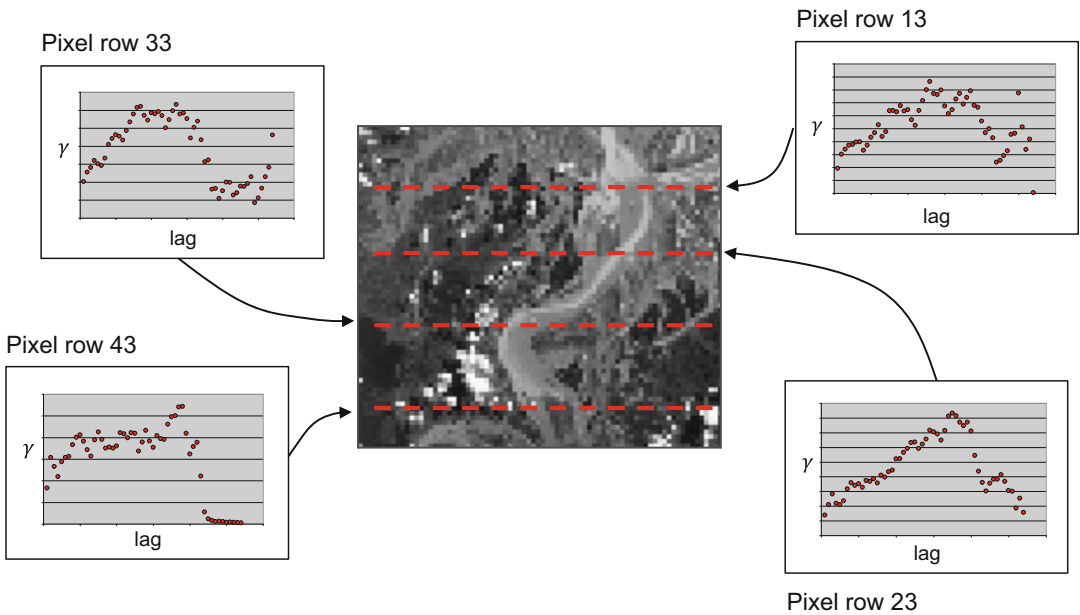 Pixel row 13
Pixel row 33
γ
lag
γ
lag
Pixel row 43
γ
lag
γ
lag
Pixel row 23